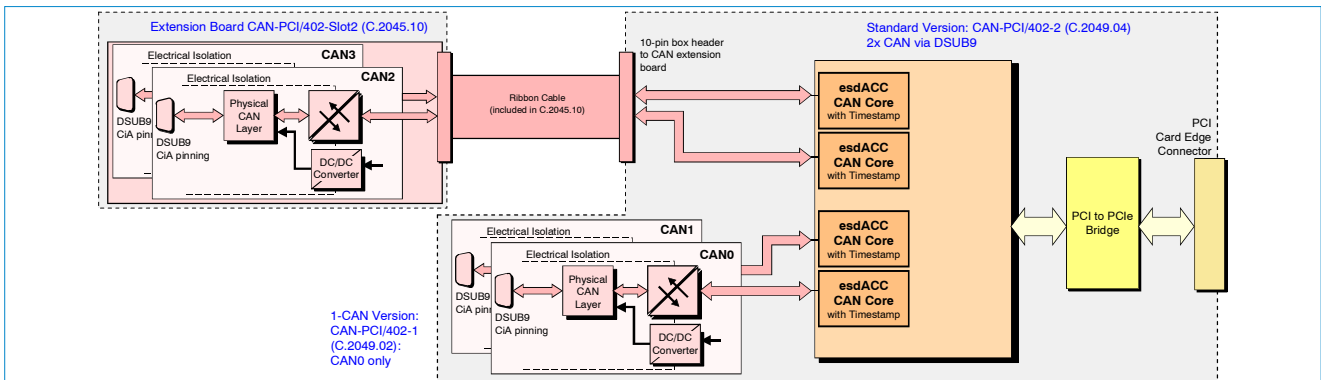 Extension Board CAN-PCI/402-Slot2 (C.2045.10)
Electrical Isolation
CAN3
Electrical Isolation
CAN2
DSUB9
DSUB9
CiA pinning
Physical
CAN
Layer
DC/DC
Converter
Ribbon Cable
(included in C.2045.10)
10-pin box header
to CAN extension
board
Standard Version: CAN-PCI/402-2 (C.2049.04)
2x CAN via DSUB9
esdACC
CAN Core
with Timestamp
esdACC
CAN Core
with Timestamp
esdACC
CAN Core
with Timestamp
esdACC
CAN Core
with Timestamp
PCI to PCIe
Bridge
PCI
Card Edge
Connector
Electrical Isolation
CAN1
Electrical Isolation
CAN0
DSUB9
CiA
DSUB9
CiA pinning
Physical
CAN
Layer
DC/DC
Converter
1-CAN Version:
CAN-PCI/402-1
(C.2049.02):
CAN0 only